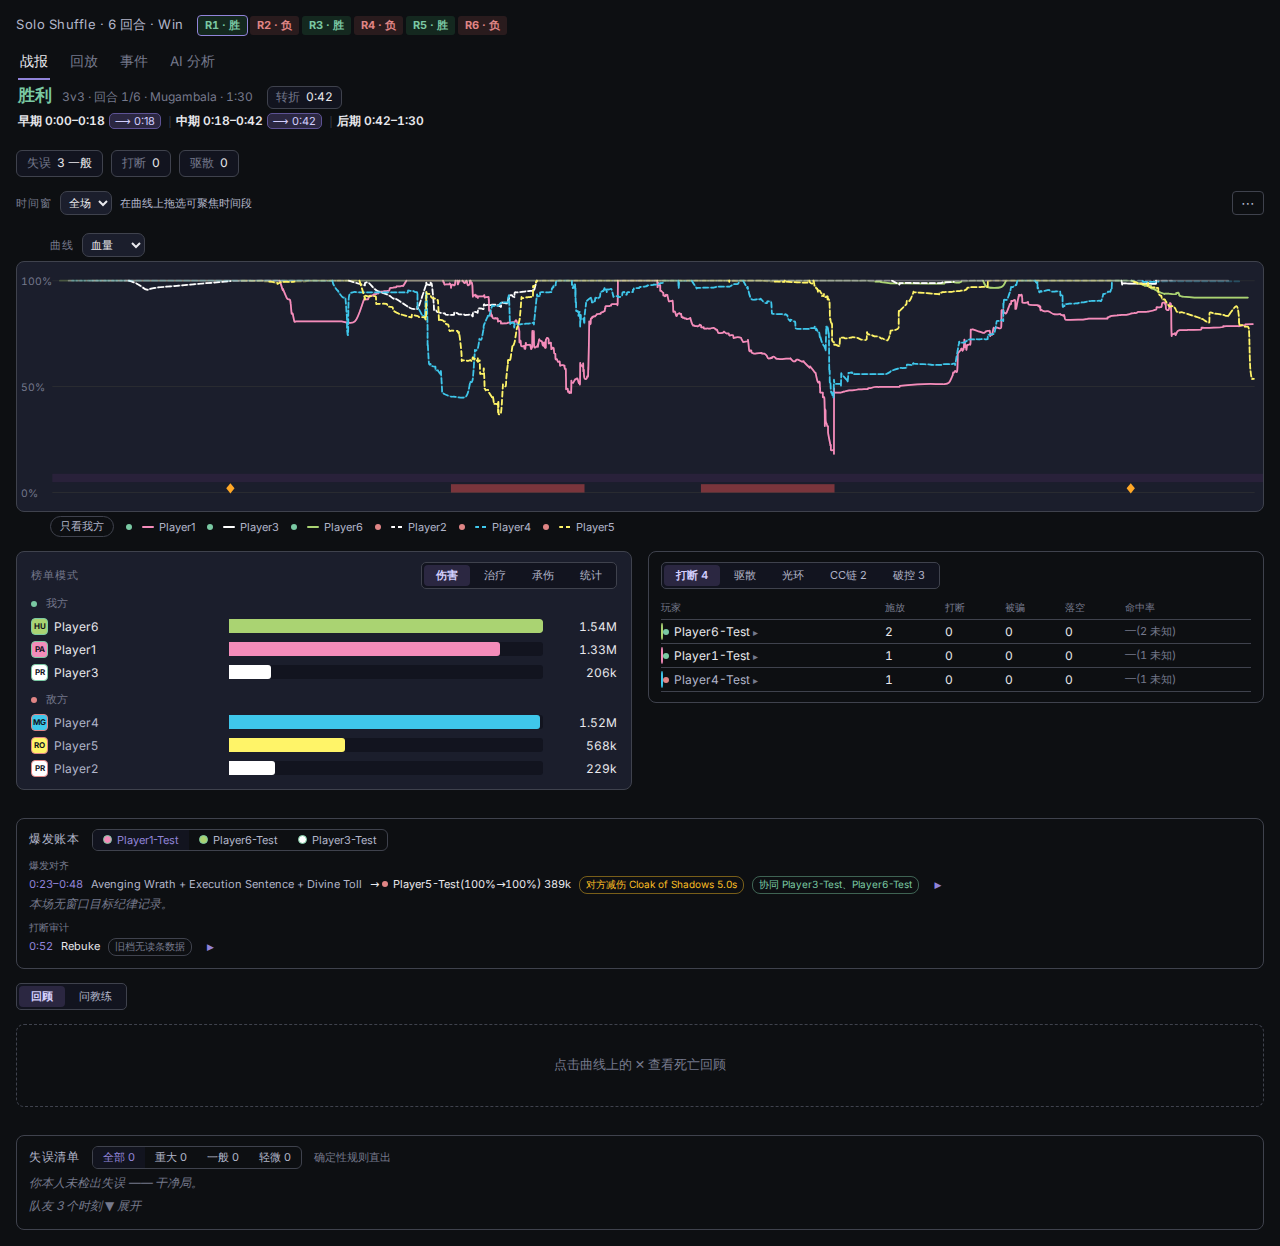 Solo Shuffle · 6 回合 · Win R1 · 胜 R2 · 负 R3 · 胜 R4 · 负 R5 · 胜 R6 · 负
战报 回放 事件 AI 分析
胜利 3v3 · 回合 1/6 · Mugambala · 1:30 转折 0:42
早期 0:00–0:18 ⟶ 0:18 | 中期 0:18–0:42 ⟶ 0:42 | 后期 0:42–1:30
失误 3 一般 打断 0 驱散 0
时间窗 全场 在曲线上拖选可聚焦时间段 ⋯
曲线 血量
100%
50%
0%
只看我方 Player1 Player3 Player6 Player2 Player4 Player5
榜单模式 伤害 治疗 承伤 统计
我方
HU Player6 1.54M
PA Player1 1.33M
PR Player3 206k
敌方
MG Player4 1.52M
RO Player5 568k
PR Player2 229k
打断 4 驱散 光环 CC链 2 破控 3
玩家 施放 打断 被骗 落空 命中率
Player6-Test ▸ 2 0 0 0 —(2 未知)
Player1-Test ▸ 1 0 0 0 —(1 未知)
Player4-Test ▸ 1 0 0 0 —(1 未知)
爆发账本 Player1-Test Player6-Test Player3-Test
爆发对齐
0:23–0:48 Avenging Wrath + Execution Sentence + Divine Toll → Player5-Test(100%→100%) 389k 对方减伤 Cloak of Shadows 5.0s 协同 Player3-Test、Player6-Test ▶
本场无窗口目标纪律记录。
打断审计
0:52 Rebuke 旧档无读条数据 ▶
回顾 问教练
点击曲线上的 ✕ 查看死亡回顾
失误清单 全部 0 重大 0 一般 0 轻微 0 确定性规则直出
你本人未检出失误 —— 干净局。
队友 3 个时刻 ▼ 展开